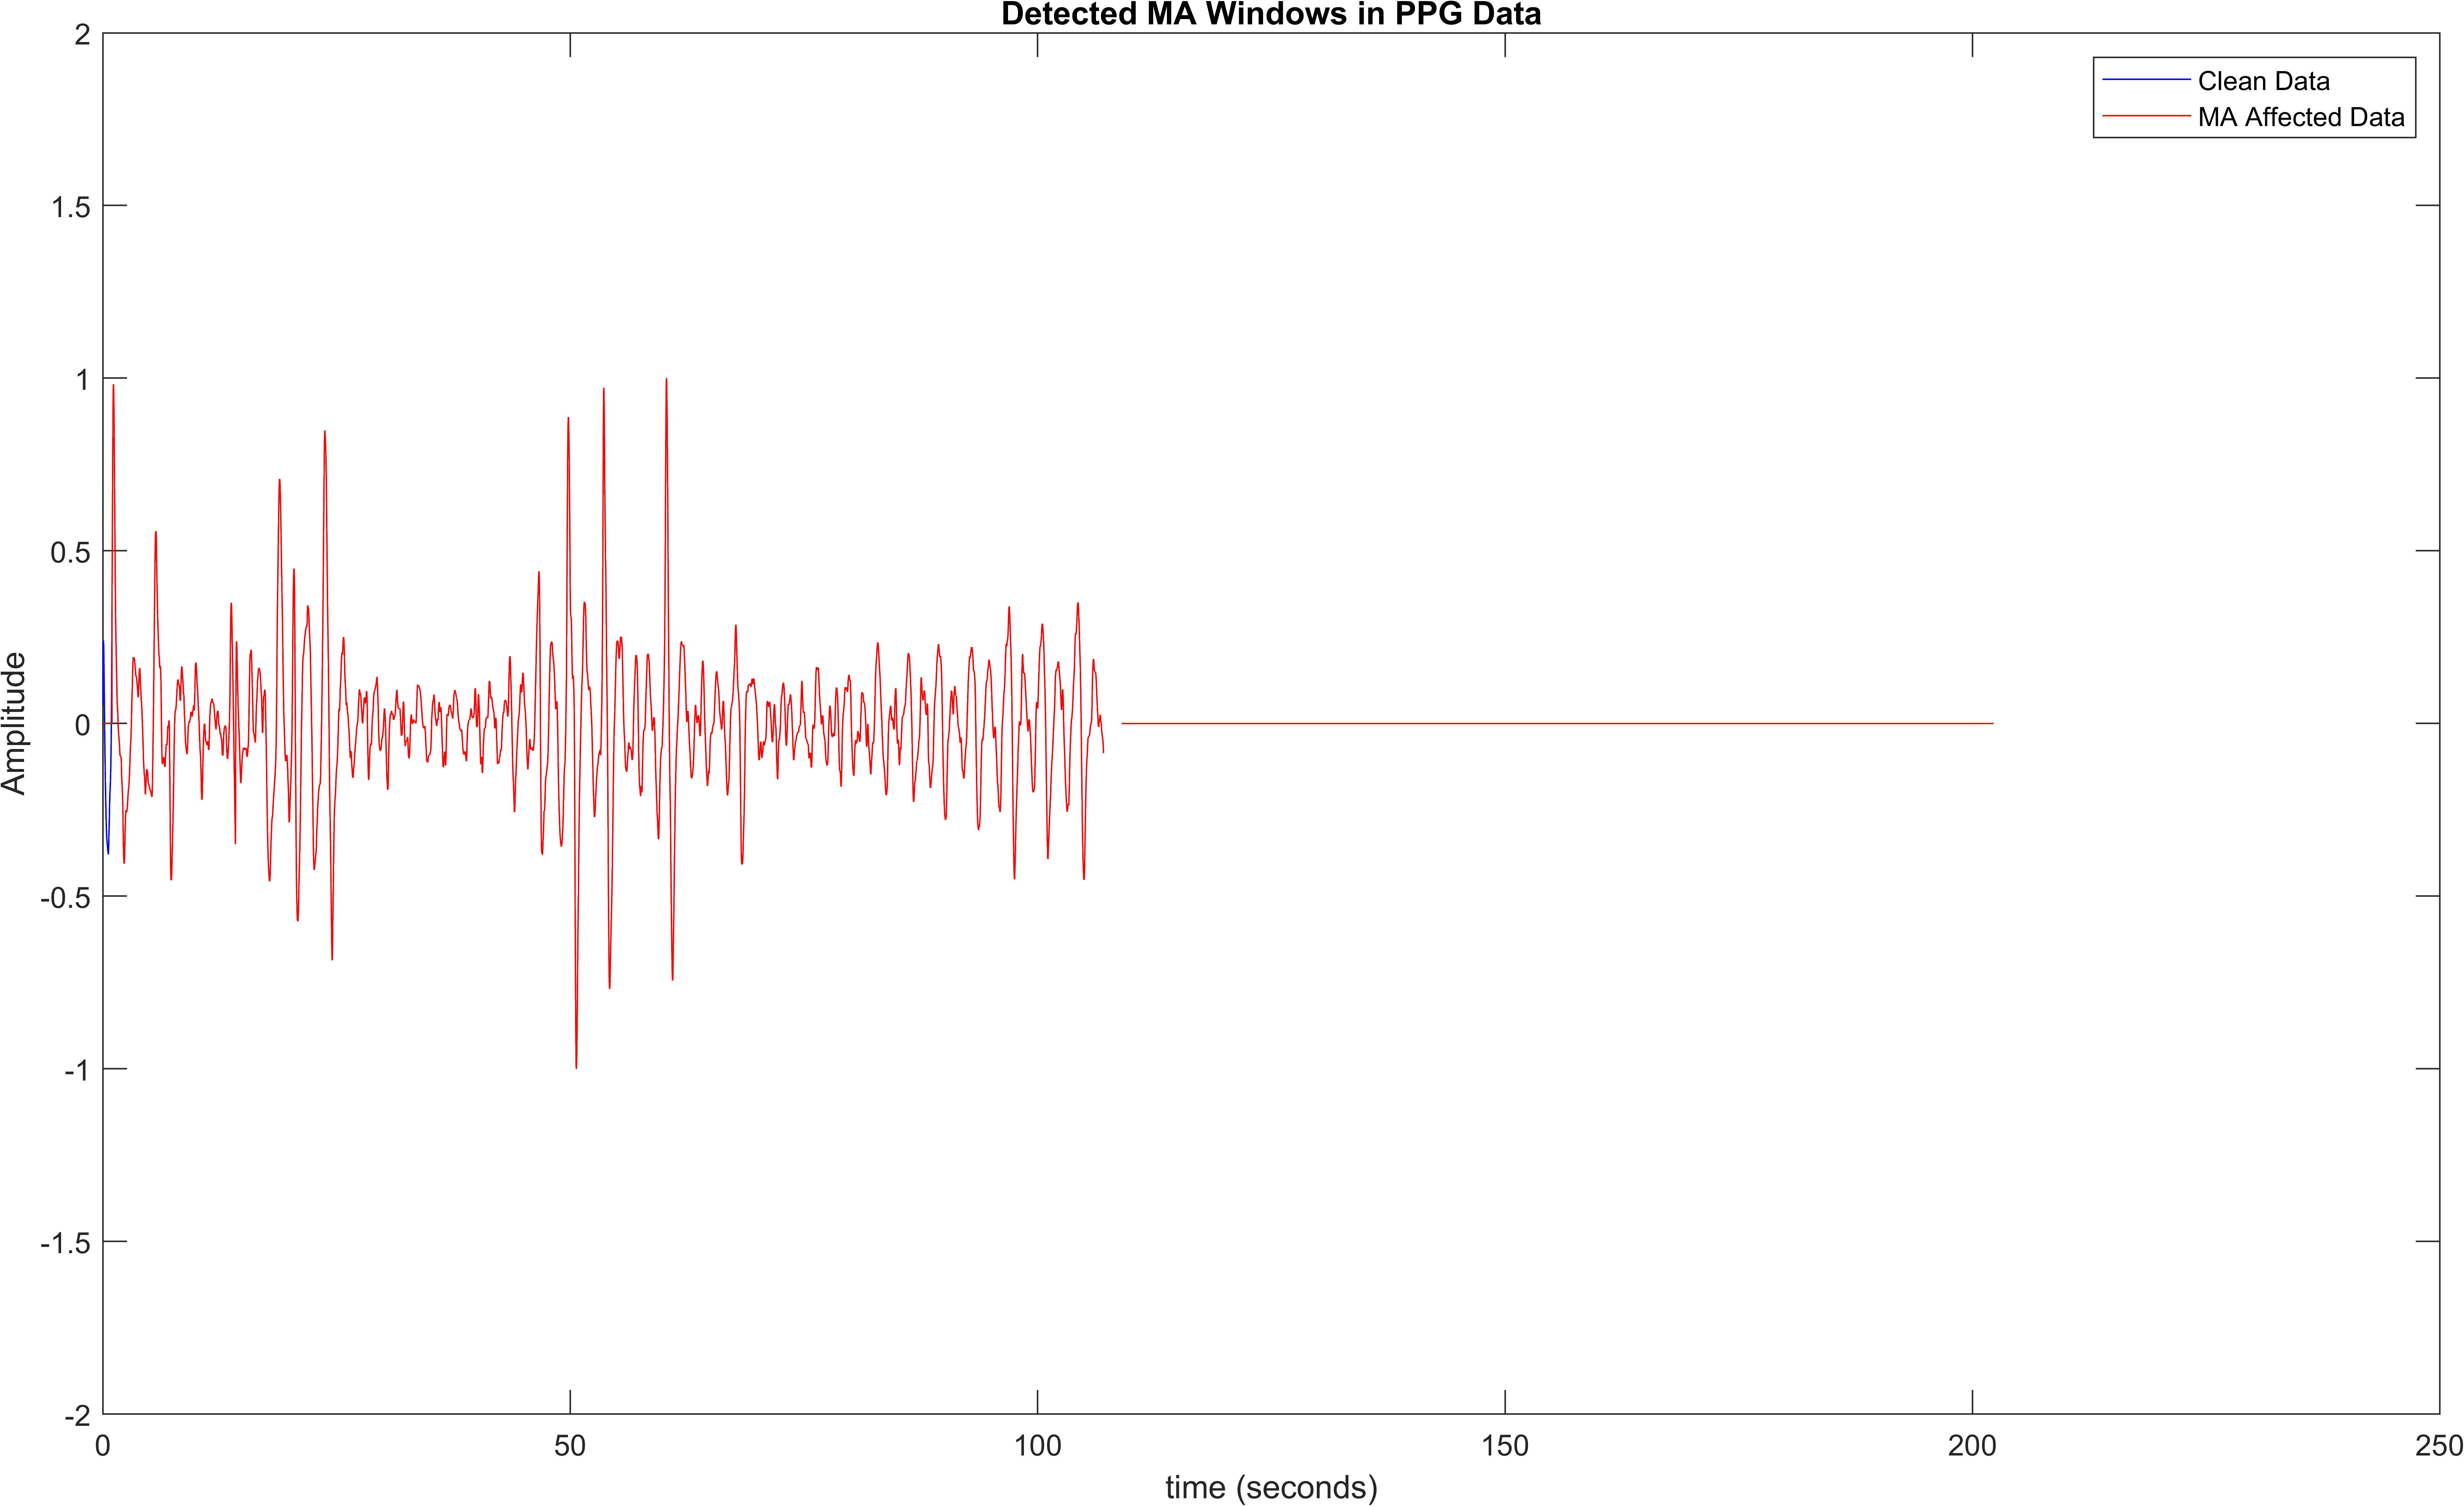 Detected MA Windows in PPG Data
Clean Data
MA Affected Data
Amplitude
2
1.5
1
0.5
0
-0.5
-1
-1.5
-2
0 50 100 150 200 250
time (seconds)